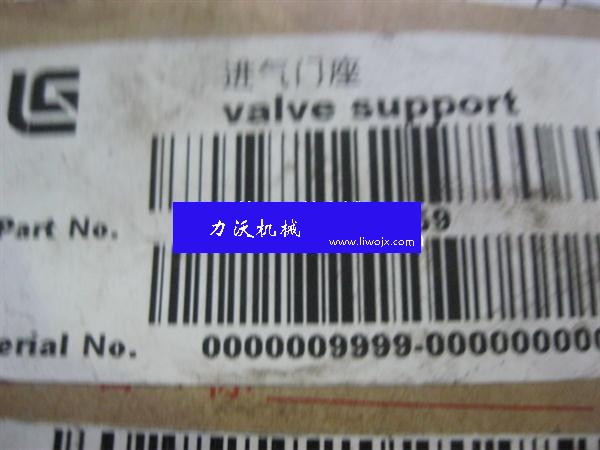 进气门座
valve support
Part No.
59
力沃机械
www.liwojx.com
erial No. 0000009999-000000000